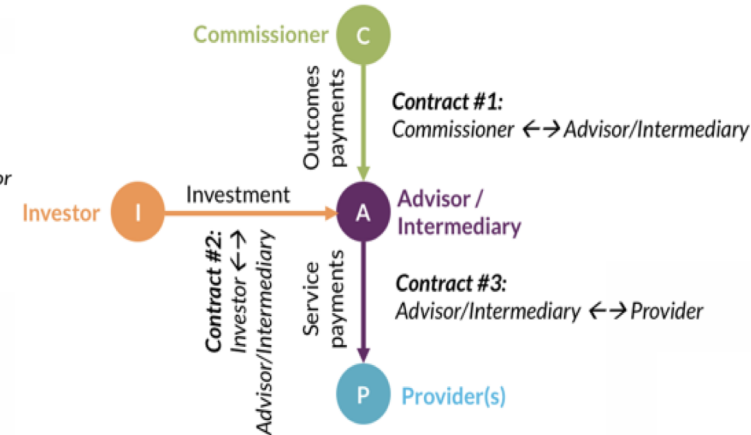 Commissioner
C
Outcomes
payments
Contract #1:
Commissioner ←→ Advisor/Intermediary
or
Investor
I
Investment
A
Advisor /
Intermediary
Contract #2:
Investor ←→
Advisor/Intermediary
Service
payments
Contract #3:
Advisor/Intermediary ←→ Provider
P
Provider(s)